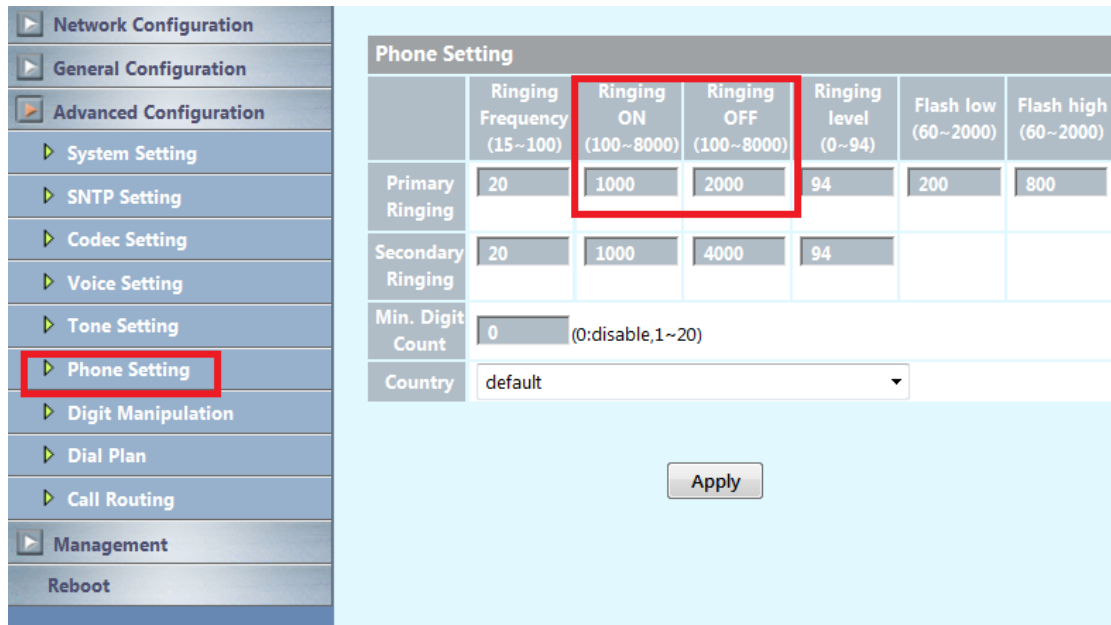 Network Configuration
General Configuration
Advanced Configuration
System Setting
SNTP Setting
Codec Setting
Voice Setting
Tone Setting
Phone Setting
Digit Manipulation
Dial Plan
Call Routing
Management
Reboot
Phone Setting
Ringing Frequency (15~100) Ringing ON (100~8000) Ringing OFF (100~8000) Ringing level (0~94) Flash low (60~2000) Flash high (60~2000)
Primary Ringing 20 1000 2000 94 200 800
Secondary Ringing 20 1000 4000 94
Min. Digit Count 0 (0:disable,1~20)
Country default
Apply